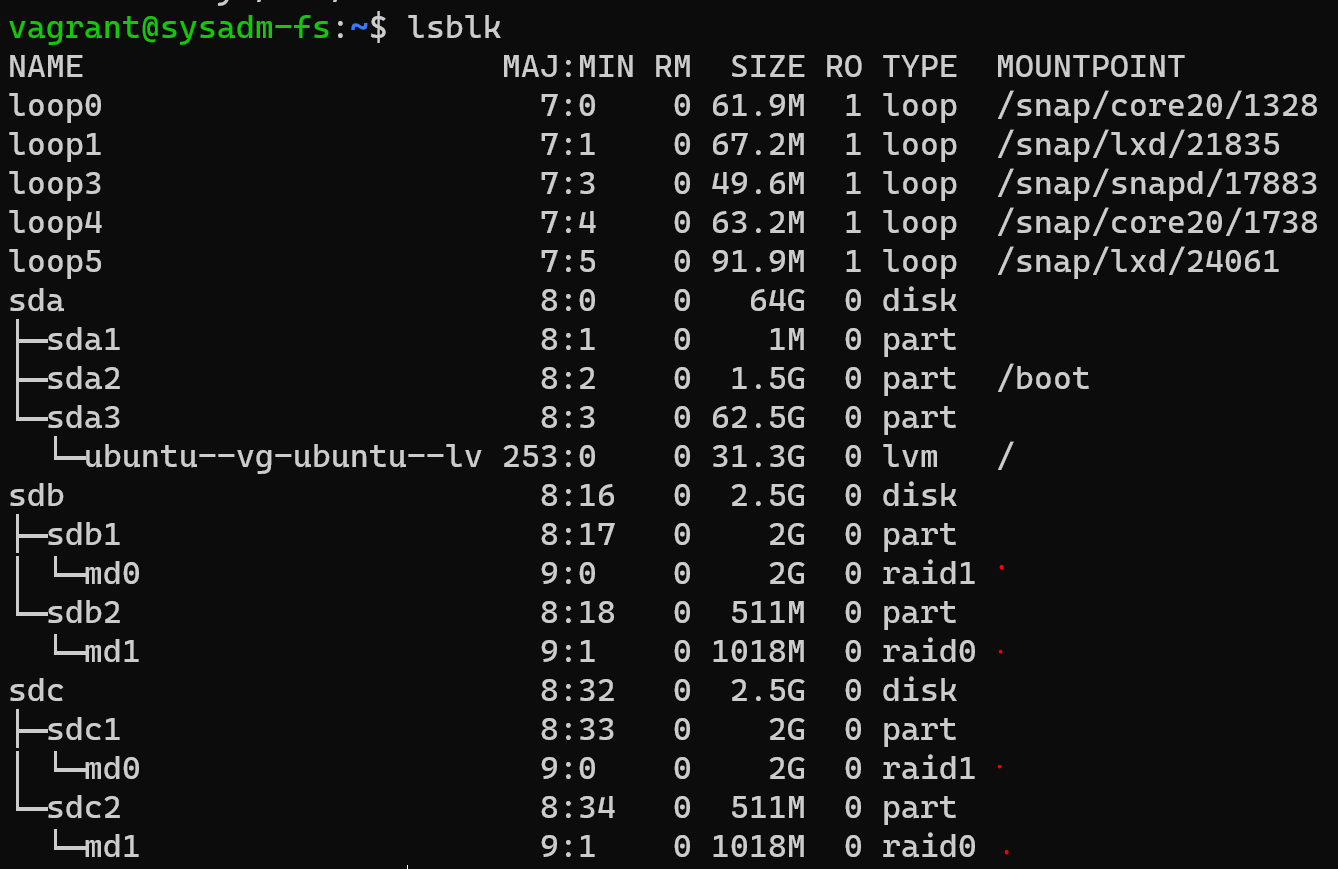 vagrant@sysadm-fs:~$ lsblk
NAME                      MAJ:MIN RM  SIZE RO TYPE  MOUNTPOINT
loop0                       7:0    0 61.9M  1 loop  /snap/core20/1328
loop1                       7:1    0 67.2M  1 loop  /snap/lxd/21835
loop3                       7:3    0 49.6M  1 loop  /snap/snapd/17883
loop4                       7:4    0 63.2M  1 loop  /snap/core20/1738
loop5                       7:5    0 91.9M  1 loop  /snap/lxd/24061
sda                         8:0    0   64G  0 disk
├─sda1                      8:1    0    1M  0 part
├─sda2                      8:2    0  1.5G  0 part  /boot
└─sda3                      8:3    0 62.5G  0 part
  └─ubuntu--vg-ubuntu--lv 253:0    0 31.3G  0 lvm   /
sdb                         8:16   0  2.5G  0 disk
├─sdb1                      8:17   0    2G  0 part
│ └─md0                     9:0    0    2G  0 raid1
└─sdb2                      8:18   0  511M  0 part
  └─md1                     9:1    0 1018M  0 raid0
sdc                         8:32   0  2.5G  0 disk
├─sdc1                      8:33   0    2G  0 part
│ └─md0                     9:0    0    2G  0 raid1
└─sdc2                      8:34   0  511M  0 part
  └─md1                     9:1    0 1018M  0 raid0